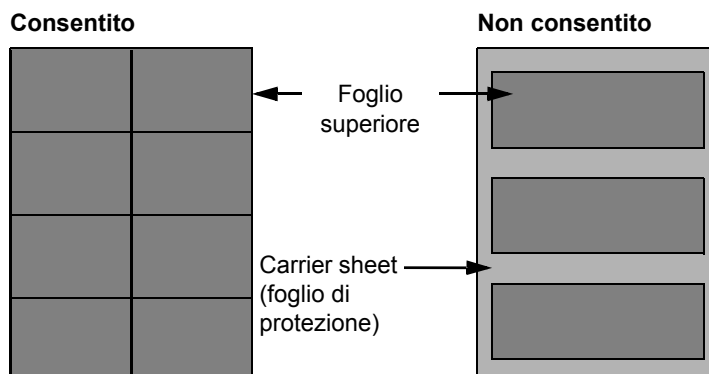 Consentito
Non consentito
Foglio
superiore
Carrier sheet
(foglio di
protezione)